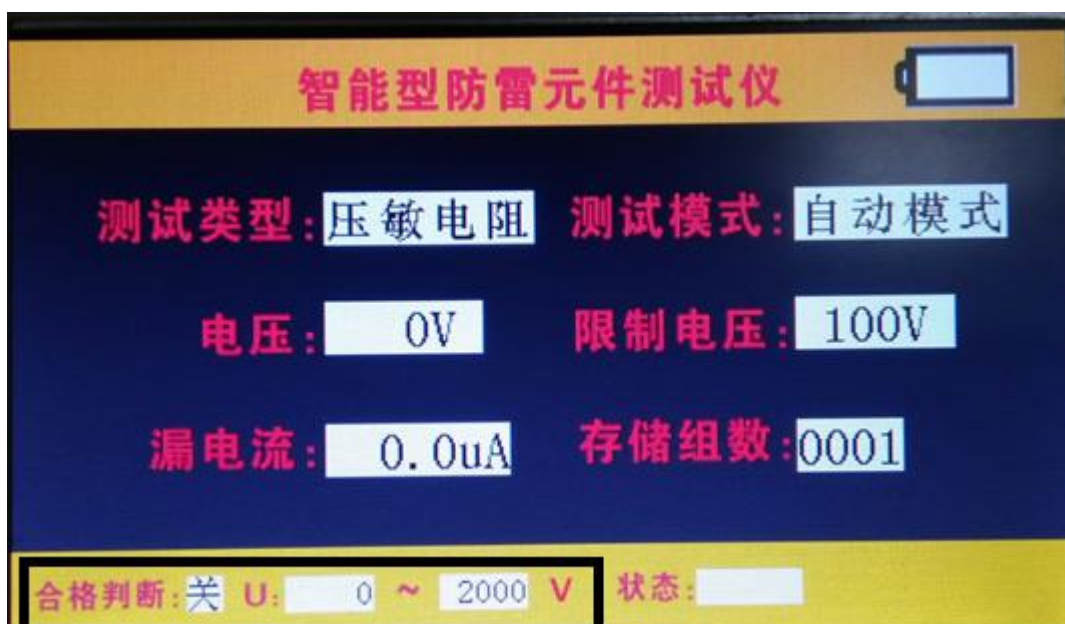 智能型防雷元件测试仪
测试类型:压敏电阻 测试模式:自动模式
电压: 0V 限制电压: 100V
漏电流: 0.0uA 存储组数:0001
合格判断:关 U: 0 ~ 2000 V 状态: